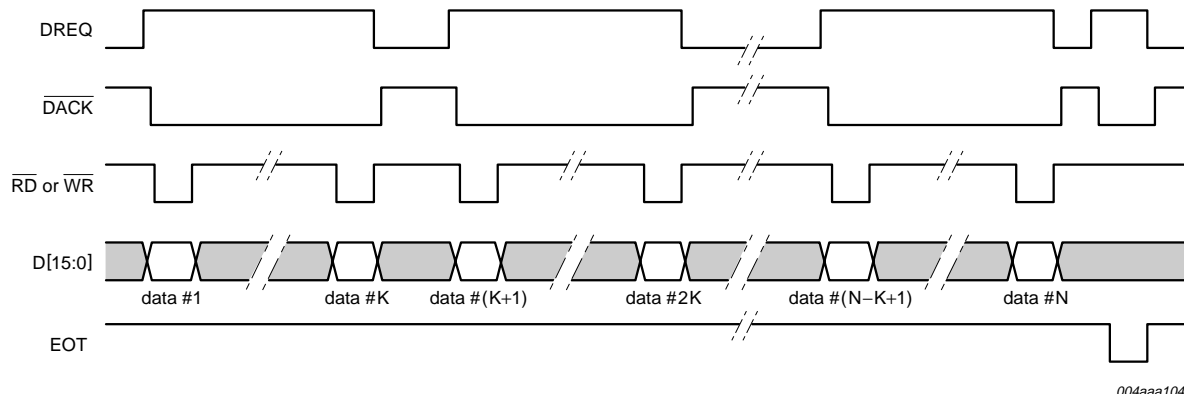 DREQ
DACK
RD or WR
D[15:0]
data #1 data #K data #(K+1) data #2K data #(N−K+1) data #N
EOT
004aaa104